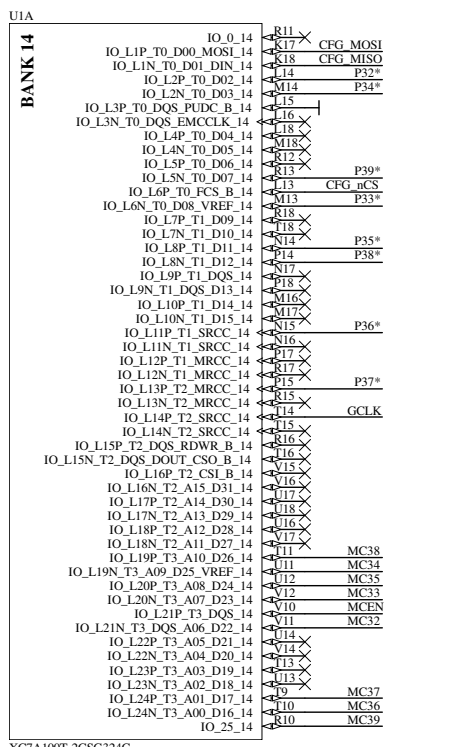 U1A
BANK 14
IO_0_14 R11
IO_L1P_T0_D00_MOSI_14 K17 CFG_MOSI
IO_L1N_T0_D01_DIN_14 K18 CFG_MISO
IO_L2P_T0_D02_14 L14 P32*
IO_L2N_T0_D03_14 M14 P34*
IO_L3P_T0_DQS_PUDC_B_14 L15
IO_L3N_T0_DQS_EMCCLK_14 L16
IO_L4P_T0_D04_14 L18
IO_L4N_T0_D05_14 M18
IO_L5P_T0_D06_14 R12
IO_L5N_T0_D07_14 R13 P39*
IO_L6P_T0_FCS_B_14 L13 CFG_nCS
IO_L6N_T0_D08_VREF_14 M13 P33*
IO_L7P_T1_D09_14 R18
IO_L7N_T1_D10_14 T18
IO_L8P_T1_D11_14 N14 P35*
IO_L8N_T1_D12_14 P14 P38*
IO_L9P_T1_DQS_14 N17
IO_L9N_T1_DQS_D13_14 P18
IO_L10P_T1_D14_14 M16
IO_L10N_T1_D15_14 M17
IO_L11P_T1_SRCC_14 N15 P36*
IO_L11N_T1_SRCC_14 N16
IO_L12P_T1_MRCC_14 P17
IO_L12N_T1_MRCC_14 R17
IO_L13P_T2_MRCC_14 P15 P37*
IO_L13N_T2_MRCC_14 R15
IO_L14P_T2_SRCC_14 T14 GCLK
IO_L14N_T2_SRCC_14 T15
IO_L15P_T2_DQS_RDWR_B_14 R16
IO_L15N_T2_DQS_DOUT_CSO_B_14 T16
IO_L16P_T2_CSI_B_14 V15
IO_L16N_T2_A15_D31_14 V16
IO_L17P_T2_A14_D30_14 U17
IO_L17N_T2_A13_D29_14 U18
IO_L18P_T2_A12_D28_14 U16
IO_L18N_T2_A11_D27_14 V17
IO_L19P_T3_A10_D26_14 T11 MC38
IO_L19N_T3_A09_D25_VREF_14 U11 MC34
IO_L20P_T3_A08_D24_14 U12 MC35
IO_L20N_T3_A07_D23_14 V12 MC33
IO_L21P_T3_DQS_14 V10 MCEN
IO_L21N_T3_DQS_A06_D22_14 V11 MC32
IO_L22P_T3_A05_D21_14 U14
IO_L22N_T3_A04_D20_14 V14
IO_L23P_T3_A03_D19_14 T13
IO_L23N_T3_A02_D18_14 U13
IO_L24P_T3_A01_D17_14 T9 MC37
IO_L24N_T3_A00_D16_14 T10 MC36
IO_25_14 R10 MC39
XC7A100T-2CSG324C